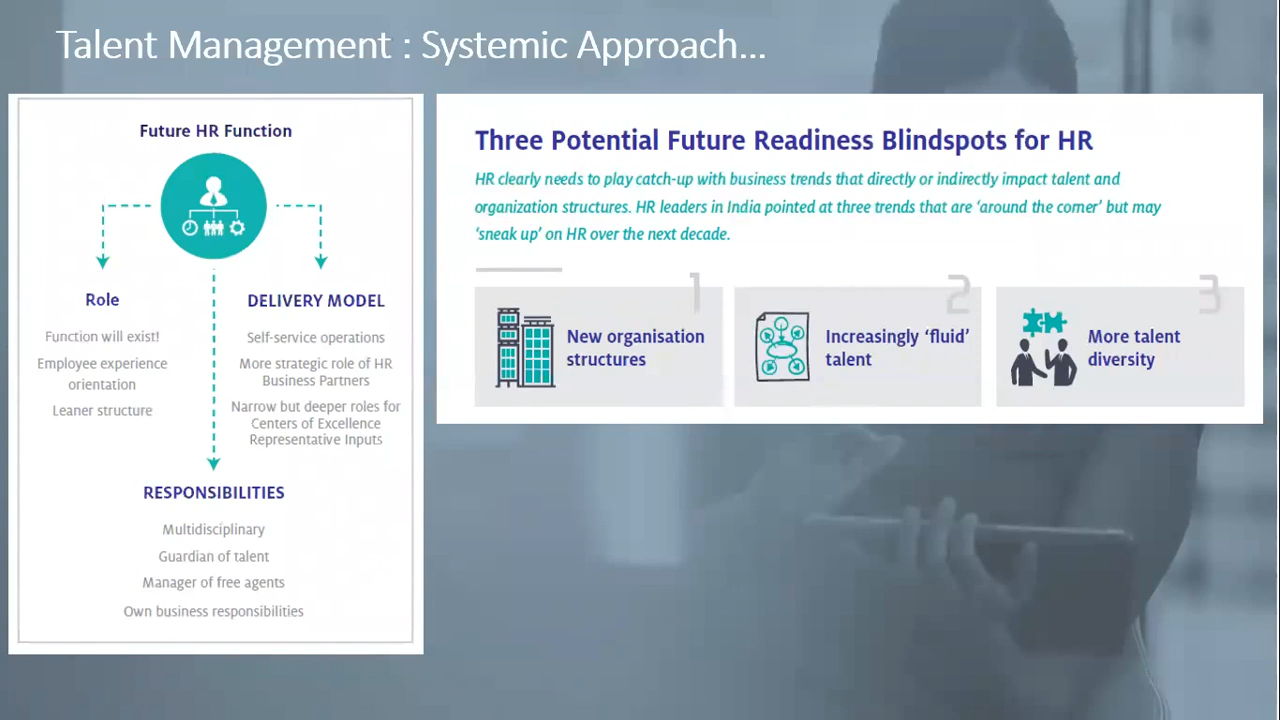 Talent Management : Systemic Approach...
Future HR Function
Role
Function will exist!
Employee experience
orientation
Leaner structure
DELIVERY MODEL
Self-service operations
More strategic role of HR
Business Partners
Narrow but deeper roles for
Centers of Excellence
Representative Inputs
RESPONSIBILITIES
Multidisciplinary
Guardian of talent
Manager of free agents
Own business responsibilities
Three Potential Future Readiness Blindspots for HR
HR clearly needs to play catch-up with business trends that directly or indirectly impact talent and
organization structures. HR leaders in India pointed at three trends that are ‘around the corner’ but may
‘sneak up’ on HR over the next decade.
1
New organisation
structures
2
Increasingly ‘fluid’
talent
3
More talent
diversity